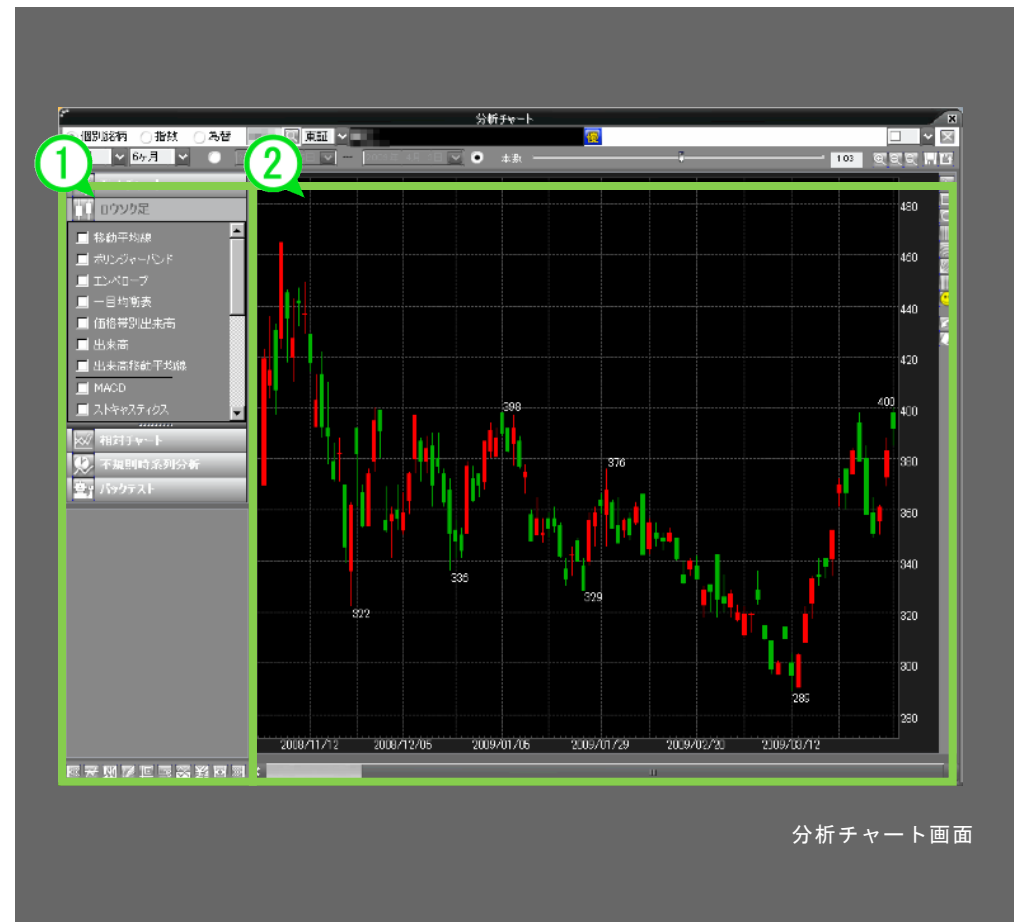 分析チャート
個別銘柄 指数 為替 東証
6ヶ月 本数 103
1
2
ロウソク足
移動平均線
ボリンジャーバンド
エンベロープ
一目均衡表
価格帯別出来高
出来高
出来高移動平均線
MACD
ストキャスティクス
相対チャート
不規則時系列分析
バックテスト
480
460
440
420
400
380
360
340
320
300
280
398
400
376
336
329
322
289
2008/11/12 2008/12/05 2009/01/06 2009/01/29 2009/02/20 2009/03/12
分析チャート画面